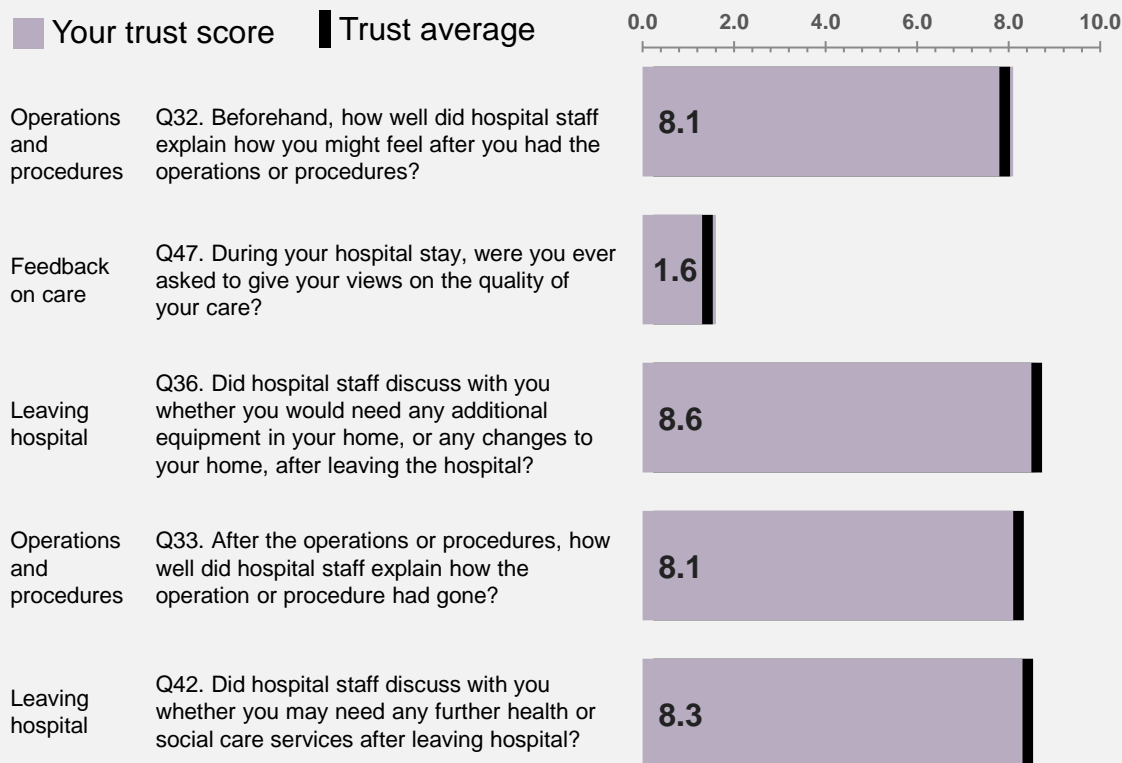 Your trust score
Trust average
0.0 2.0 4.0 6.0 8.0 10.0
Operations
and
procedures
Q32. Beforehand, how well did hospital staff
explain how you might feel after you had the
operations or procedures?
8.1
Feedback
on care
Q47. During your hospital stay, were you ever
asked to give your views on the quality of
your care?
1.6
Leaving
hospital
Q36. Did hospital staff discuss with you
whether you would need any additional
equipment in your home, or any changes to
your home, after leaving the hospital?
8.6
Operations
and
procedures
Q33. After the operations or procedures, how
well did hospital staff explain how the
operation or procedure had gone?
8.1
Leaving
hospital
Q42. Did hospital staff discuss with you
whether you may need any further health or
social care services after leaving hospital?
8.3